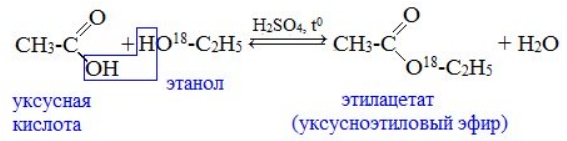 O
H₂SO₄, t⁰
O
CH₃-C + HO¹⁸-C₂H₅ ⇌ CH₃-C + H₂O
OH
O¹⁸-C₂H₅
этанол
уксусная
кислота
этилацетат
(уксусноэтиловый эфир)